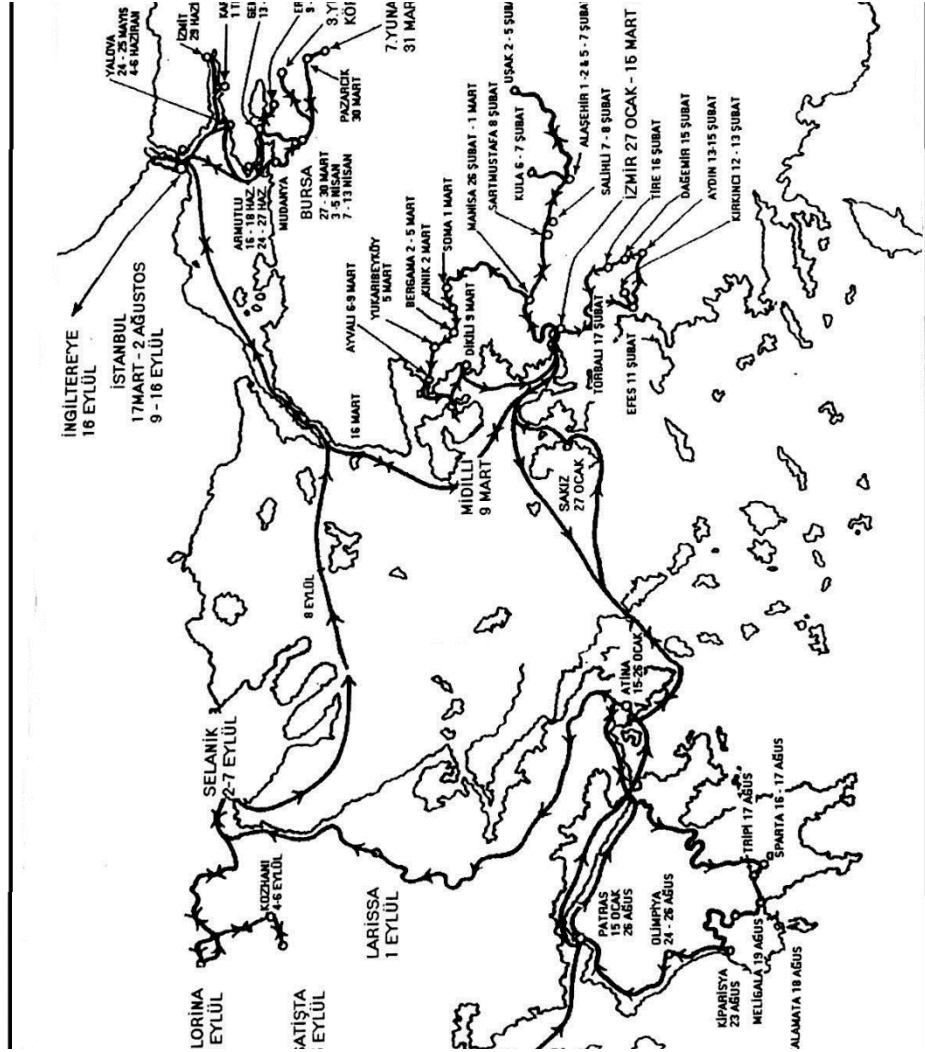 LORİNA
EYLÜL
KOZHANI
4-6 EYLÜL
SELANİK
2-7 EYLÜL
LARISSA
1 EYLÜL
8 EYLÜL
İNGİLTERE'YE
16 EYLÜL
İSTANBUL
17MART - 2 AĞUSTOS
9 - 16 EYLÜL
YALOVA
24 - 25 MAYIS
4-6 HAZİRAN
İZMİT
ARMUTLU
16 - 18 HAZ
24 - 27 HAZ
MUDANYA
BURSA
27 - 30 MART
3 -5 NİSAN
7 - 13 NİSAN
PAZARCIK
30 MART
7.YUNA
31 MAR
16 MART
AYVALI 6-9 MART
YUKARIBEYKÖY
5 MART
BERGAMA 2 - 5 MART
KINIK 2 MART
SOMA 1 MART
DİKİLİ 9 MART
MİDİLLİ
9 MART
MANİSA 26 ŞUBAT - 1 MART
SARTMUSTAFA 8 ŞUBAT
KULA 6 - 7 ŞUBAT
UŞAK 2 - 5 ŞUBA
ALAŞEHİR 1 -2 & 5 -7 ŞUBA
SALİHLİ 7 - 8 ŞUBAT
İZMİR 27 OCAK - 15 MART
TİRE 16 ŞUBAT
DAĞEMİR 15 ŞUBAT
AYDIN 13-15 ŞUBAT
KIRKINCI 12 - 13 ŞUBAT
TORBALI 17 ŞUBAT
EFES 11 ŞUBAT
SAKIZ
27 OCAK
ATİNA
15-26 OCAK
PATRAS
15 OCAK
26 AĞUS
OLİMPİYA
24 - 26 AĞUS
TRİPİ 17 AĞUS
SPARTA 16 - 17 AĞUS
KİPARİSYA
23 AĞUS
MELİGALA 19 AĞUS
ALAMATA 18 AĞUS